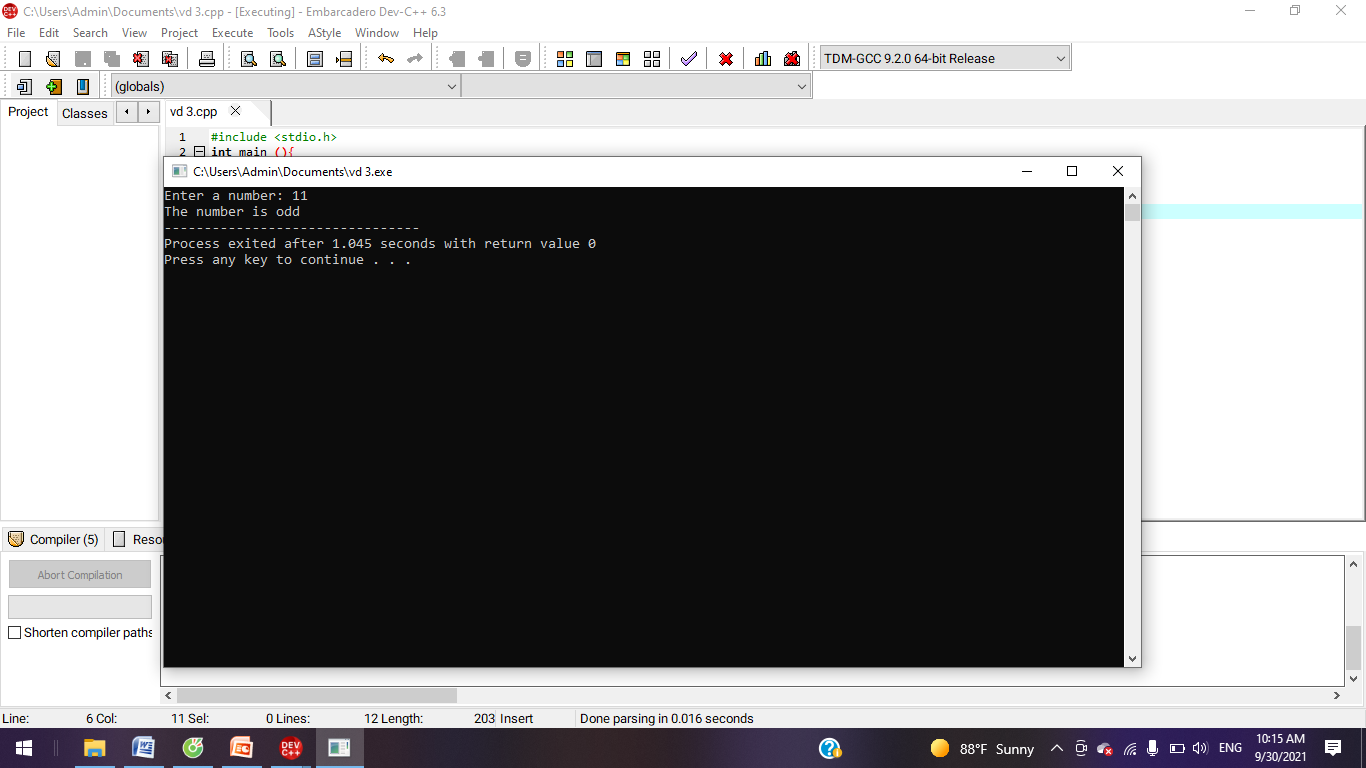 C:\Users\Admin\Documents\vd 3.cpp - [Executing] - Embarcadero Dev-C++ 6.3
File Edit Search View Project Execute Tools AStyle Window Help
TDM-GCC 9.2.0 64-bit Release
(globals)
Project Classes vd 3.cpp
1 #include <stdio.h>
2 int main (){
C:\Users\Admin\Documents\vd 3.exe
Enter a number: 11
The number is odd
--------------------------------
Process exited after 1.045 seconds with return value 0
Press any key to continue . . .
Compiler (5) Resou
Abort Compilation
Shorten compiler paths
Line: 6 Col: 11 Sel: 0 Lines: 12 Length: 203 Insert Done parsing in 0.016 seconds
DEV C++
88°F Sunny ENG
10:15 AM
9/30/2021